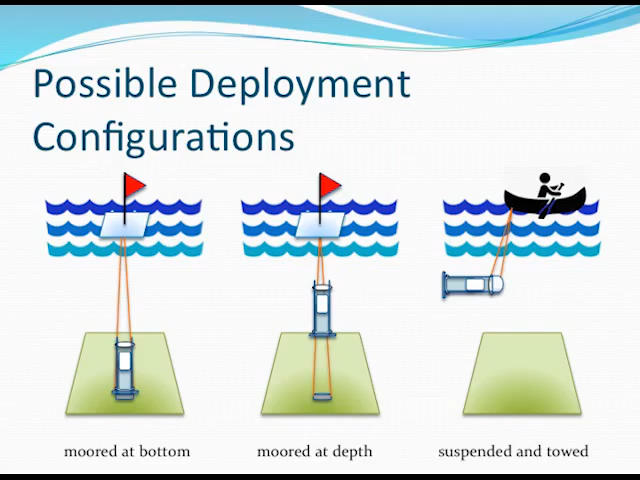 Possible Deployment
Configurations
moored at bottom
moored at depth
suspended and towed